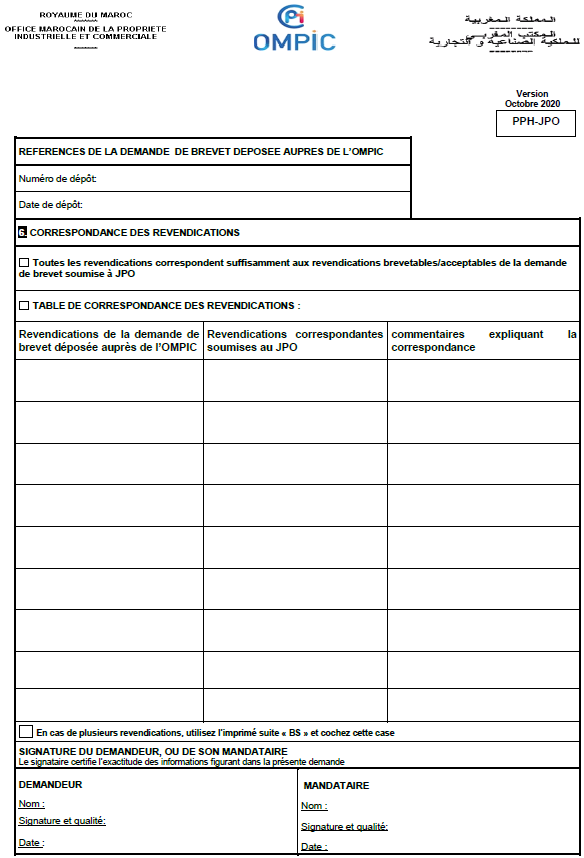 ROYAUME DU MAROC
OFFICE MAROCAIN DE LA PROPRIETE
INDUSTRIELLE ET COMMERCIALE
OMPIC
المملكة المغربية
المكتب المغربي
للملكية الصناعية و التجارية
Version
Octobre 2020
PPH-JPO
REFERENCES DE LA DEMANDE DE BREVET DEPOSEE AUPRES DE L'OMPIC
Numéro de dépôt:
Date de dépôt:
6. CORRESPONDANCE DES REVENDICATIONS
Toutes les revendications correspondent suffisamment aux revendications brevetables/acceptables de la demande
de brevet soumise à JPO
TABLE DE CORRESPONDANCE DES REVENDICATIONS :
Revendications de la demande de
brevet déposée auprès de l'OMPIC
Revendications correspondantes
soumises au JPO
commentaires expliquant la
correspondance
En cas de plusieurs revendications, utilisez l'imprimé suite « BS » et cochez cette case
SIGNATURE DU DEMANDEUR, OU DE SON MANDATAIRE
Le signataire certifie l'exactitude des informations figurant dans la présente demande
DEMANDEUR
Nom :
Signature et qualité:
Date :
MANDATAIRE
Nom :
Signature et qualité:
Date :